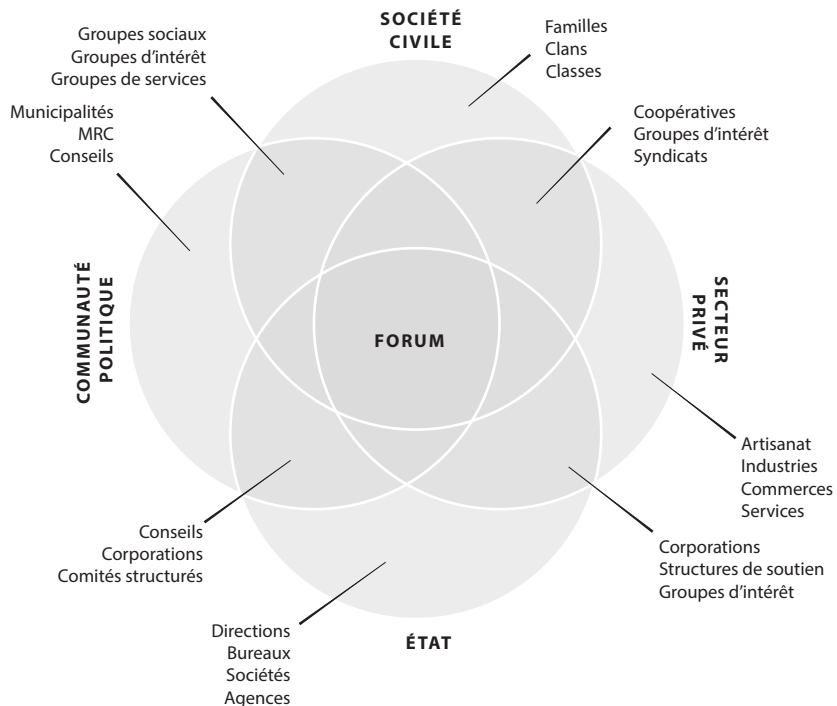 SOCIÉTÉ
CIVILE
Groupes sociaux
Groupes d'intérêt
Groupes de services
Familles
Clans
Classes
Municipalités
MRC
Conseils
Coopératives
Groupes d'intérêt
Syndicats
COMMUNAUTÉ
POLITIQUE
FORUM
SECTEUR
PRIVÉ
Artisanat
Industries
Commerces
Services
Conseils
Corporations
Comités structurés
Corporations
Structures de soutien
Groupes d'intérêt
Directions
Bureaux
Sociétés
Agences
ÉTAT